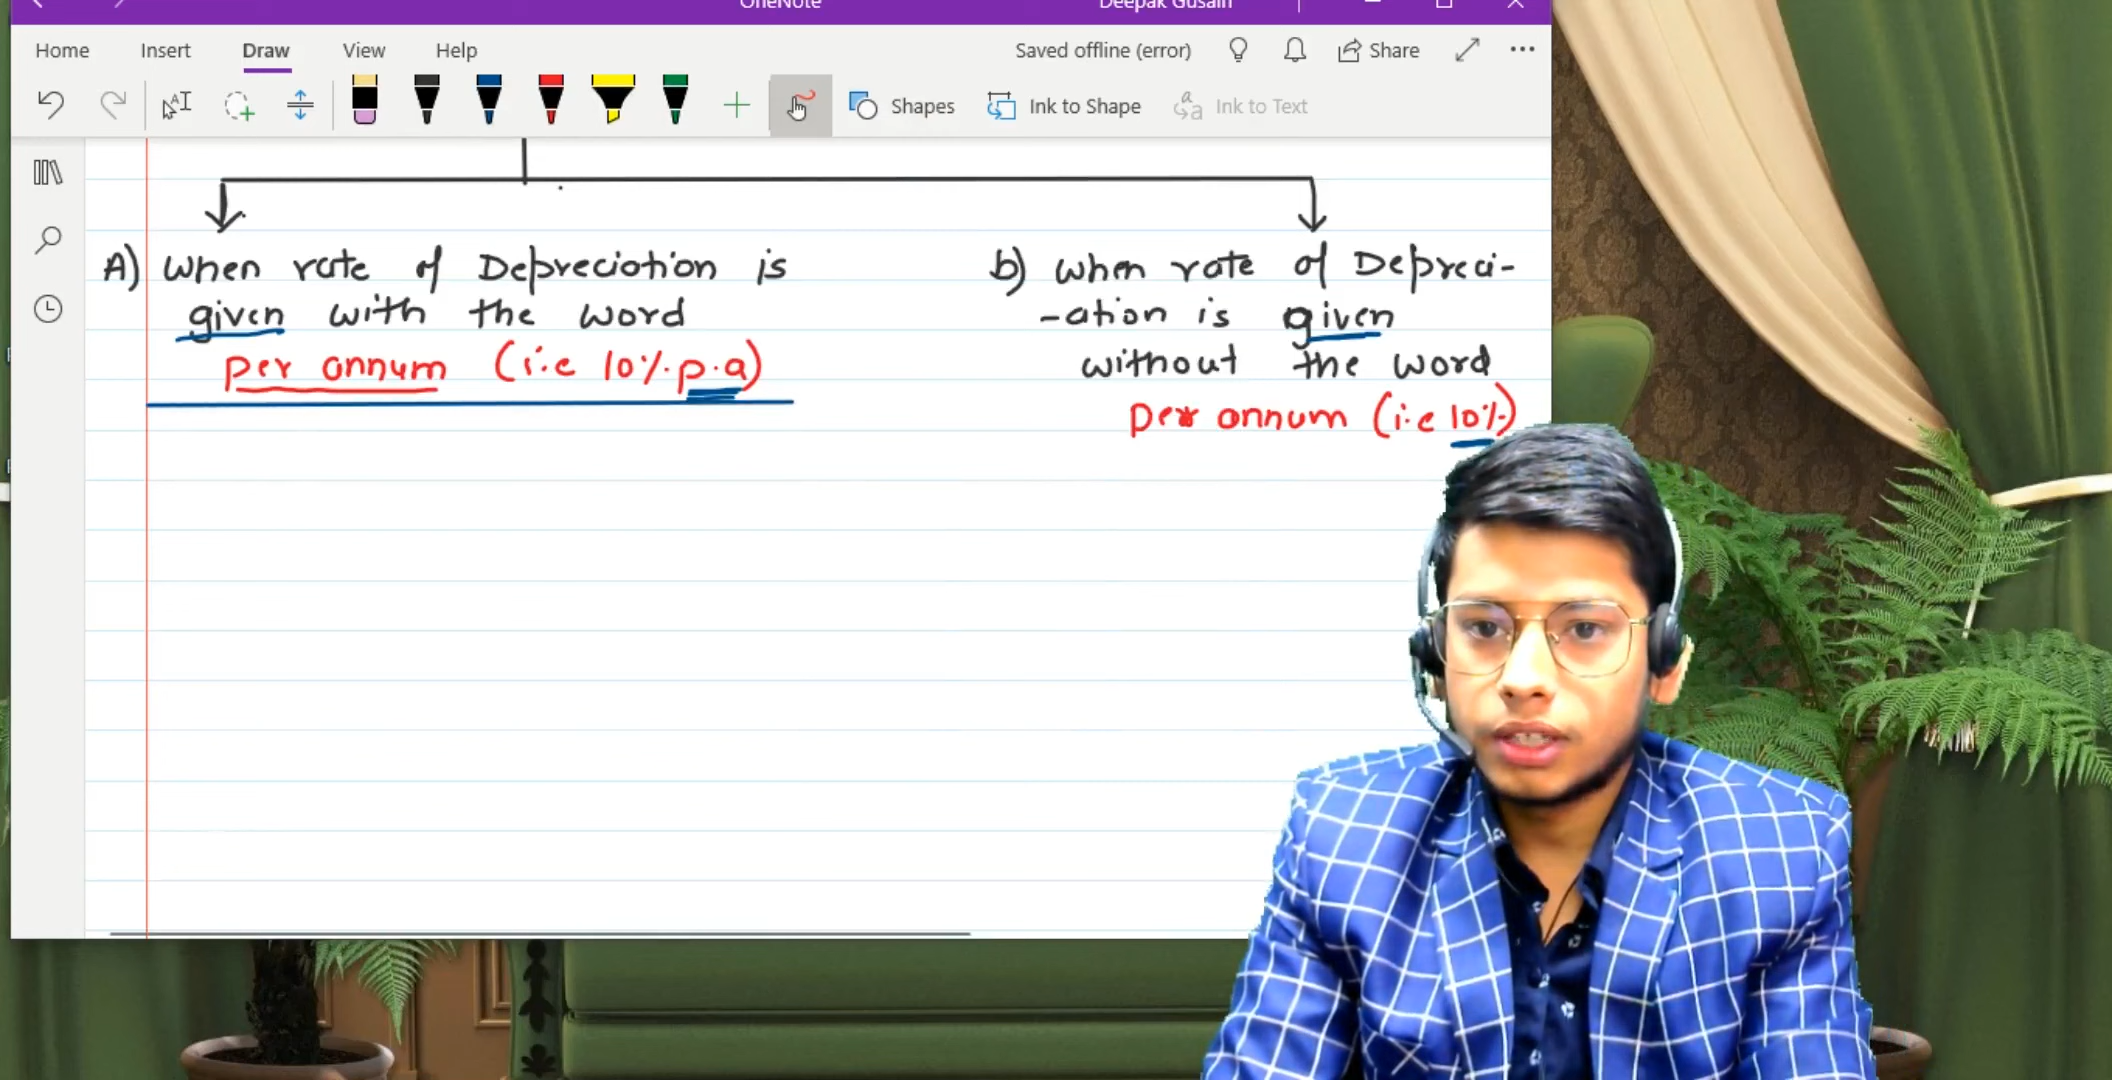 OneNote
Deepak Gusain
Home Insert Draw View Help
Saved offline (error) Share
Shapes Ink to Shape Ink to Text
A) When rate of Depreciation is
given with the word
per annum (i.e 10% p.a)
b) when rate of Depreci-
-ation is given
without the word
per annum (i.e 10%)